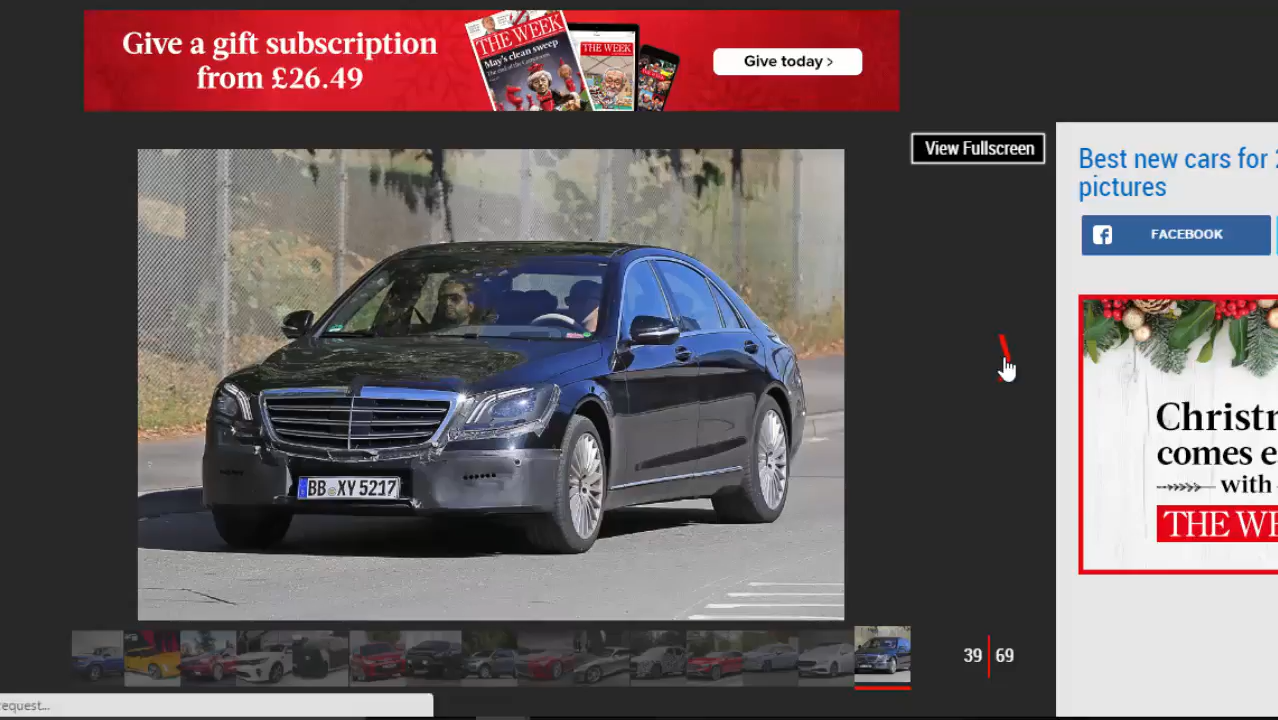 Give a gift subscription
from £26.49
THE WEEK
May's clean sweep
THE WEEK
Give today >
View Fullscreen
Best new cars for
pictures
FACEBOOK
BB XY 5217
Christm
comes e
with
THE WE
39 69
request...